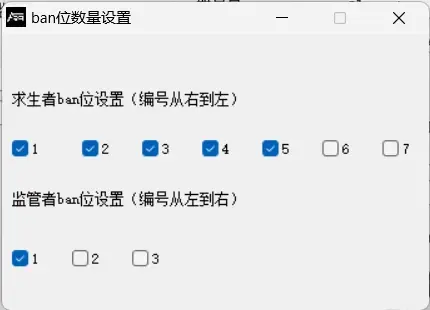 ban位数量设置
求生者ban位设置（编号从右到左）
1 2 3 4 5 6 7
监管者ban位设置（编号从左到右）
1 2 3